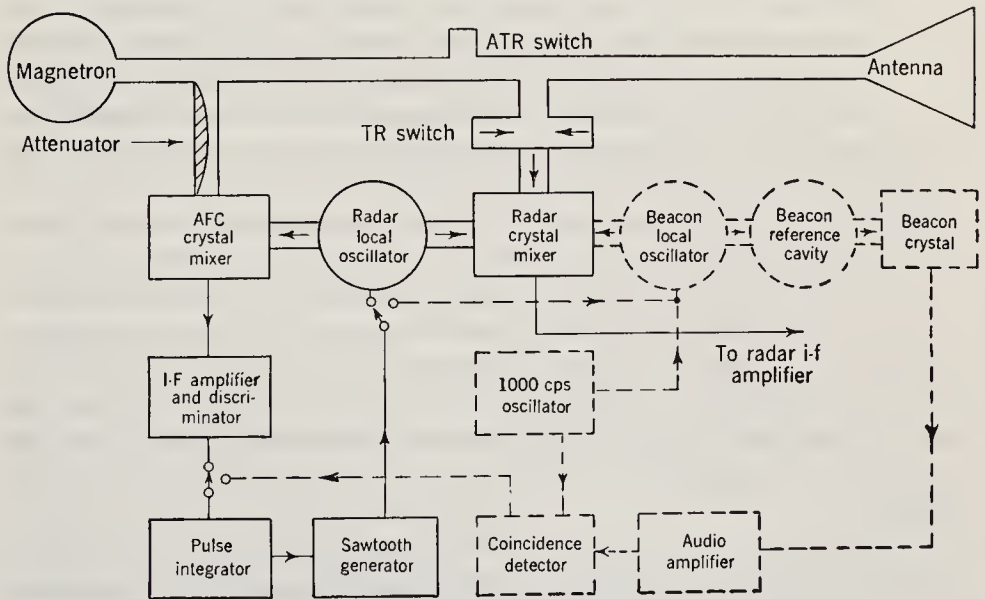 ATR switch
Magnetron
Antenna
TR switch
Attenuator
AFC
crystal
mixer
Radar
local
oscillator
Radar
crystal
mixer
Beacon
local
oscillator
Beacon
reference
cavity
Beacon
crystal
To radar i-f
amplifier
I-F amplifier
and discri-
minator
1000 cps
oscillator
Pulse
integrator
Sawtooth
generator
Coincidence
detector
Audio
amplifier